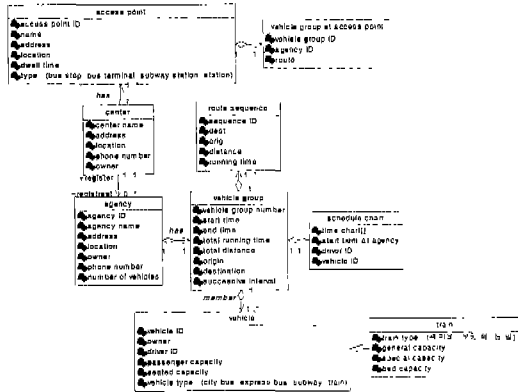 access point
access point ID
name
address
location
dwell time
type (bus stop bus terminal subway station station)
vehicle group at access point
vehicle group ID
agency ID
route
has
center
center name
address
location
phone number
owner
register
route sequence
sequence ID
dest
orig
distance
running time
registrest
agency
agency ID
agency name
address
location
owner
phone number
number of vehicles
has
vehicle group
vehicle group number
start time
end time
total running time
total distance
origin
destination
successive interval
schedule chart
time chart[]
start term at agency
driver ID
vehicle ID
member
vehicle
vehicle ID
owner
driver ID
passenger capacity
seated capacity
vehicle type (city bus express bus subway train)
train
train type
general capacity
special capacity
bed capacity